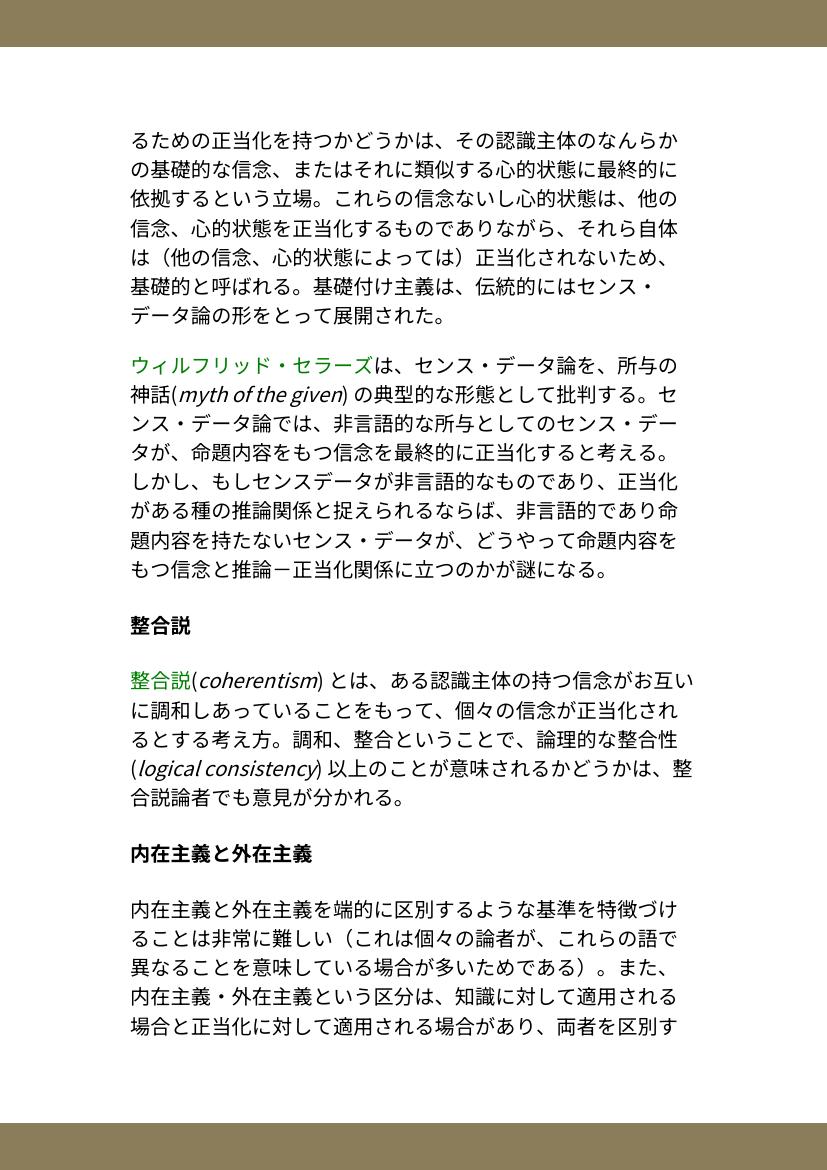 るための正当化を持つかどうかは、その認識主体のなんらか
の基礎的な信念、またはそれに類似する心的状態に最終的に
依拠するという立場。これらの信念ないし心的状態は、他の
信念、心的状態を正当化するものでありながら、それら自体
は（他の信念、心的状態によっては）正当化されないため、
基礎的と呼ばれる。基礎付け主義は、伝統的にはセンス・
データ論の形をとって展開された。
ウィルフリッド・セラーズは、センス・データ論を、所与の
神話(myth of the given) の典型的な形態として批判する。セ
ンス・データ論では、非言語的な所与としてのセンス・デー
タが、命題内容をもつ信念を最終的に正当化すると考える。
しかし、もしセンスデータが非言語的なものであり、正当化
がある種の推論関係と捉えられるならば、非言語的であり命
題内容を持たないセンス・データが、どうやって命題内容を
もつ信念と推論－正当化関係に立つのかが謎になる。
整合説
整合説(coherentism) とは、ある認識主体の持つ信念がお互い
に調和しあっていることをもって、個々の信念が正当化され
るとする考え方。調和、整合ということで、論理的な整合性
(logical consistency) 以上のことが意味されるかどうかは、整
合説論者でも意見が分かれる。
内在主義と外在主義
内在主義と外在主義を端的に区別するような基準を特徴づけ
ることは非常に難しい（これは個々の論者が、これらの語で
異なることを意味している場合が多いためである）。また、
内在主義・外在主義という区分は、知識に対して適用される
場合と正当化に対して適用される場合があり、両者を区別す